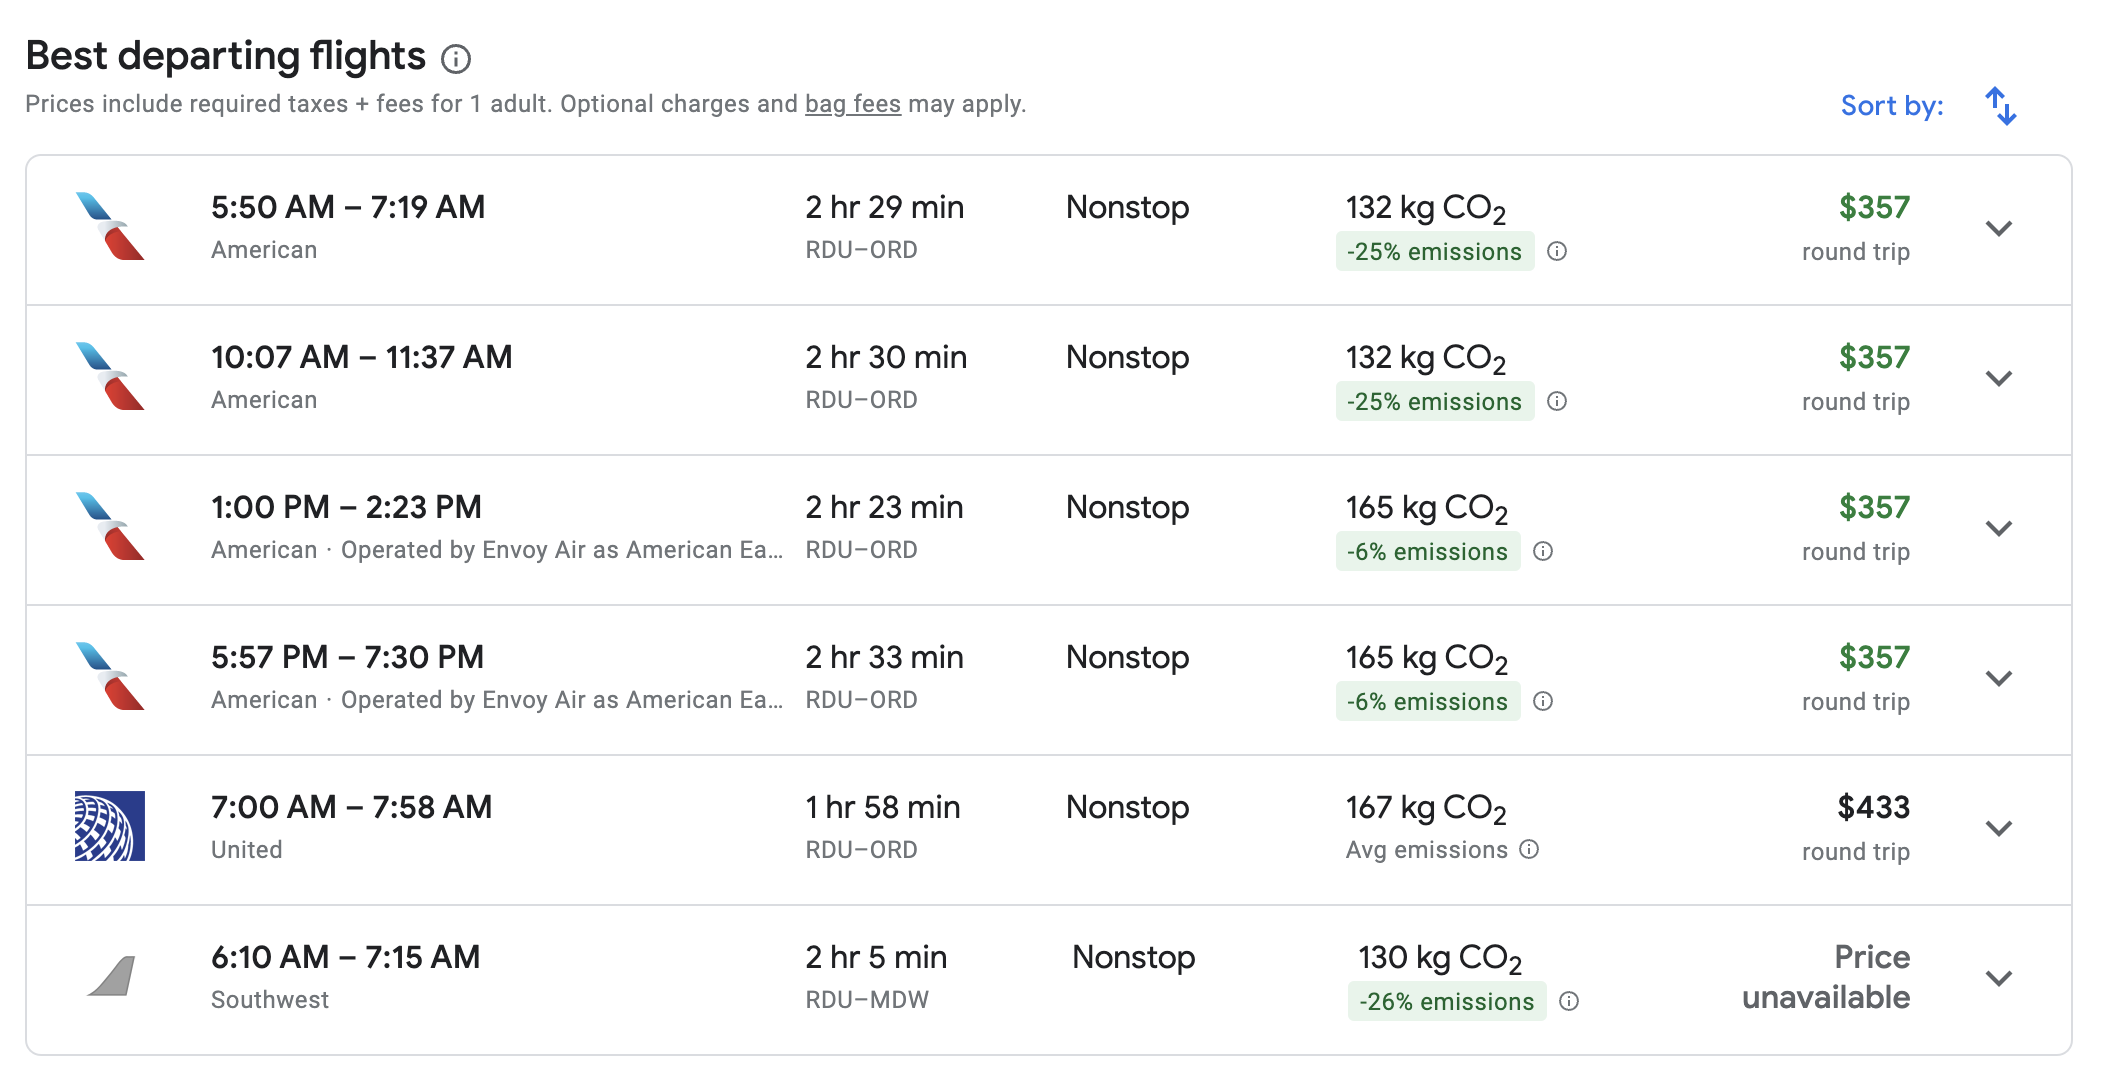 Best departing flights
Prices include required taxes + fees for 1 adult. Optional charges and bag fees may apply.
Sort by:
5:50 AM – 7:19 AM
American
2 hr 29 min
RDU–ORD
Nonstop
132 kg CO2
-25% emissions
$357
round trip
10:07 AM – 11:37 AM
American
2 hr 30 min
RDU–ORD
Nonstop
132 kg CO2
-25% emissions
$357
round trip
1:00 PM – 2:23 PM
American · Operated by Envoy Air as American Ea...
2 hr 23 min
RDU–ORD
Nonstop
165 kg CO2
-6% emissions
$357
round trip
5:57 PM – 7:30 PM
American · Operated by Envoy Air as American Ea...
2 hr 33 min
RDU–ORD
Nonstop
165 kg CO2
-6% emissions
$357
round trip
7:00 AM – 7:58 AM
United
1 hr 58 min
RDU–ORD
Nonstop
167 kg CO2
Avg emissions
$433
round trip
6:10 AM – 7:15 AM
Southwest
2 hr 5 min
RDU–MDW
Nonstop
130 kg CO2
-26% emissions
Price
unavailable